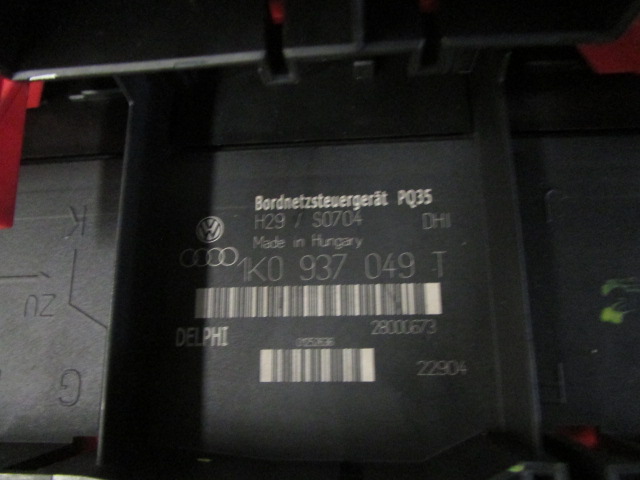 Bordnetzsteuergerät PQ35
H29 / S0704 DHI
Made in Hungary
1K0 937 049 T
DELPHI 28000673
22904
K
ZU
G